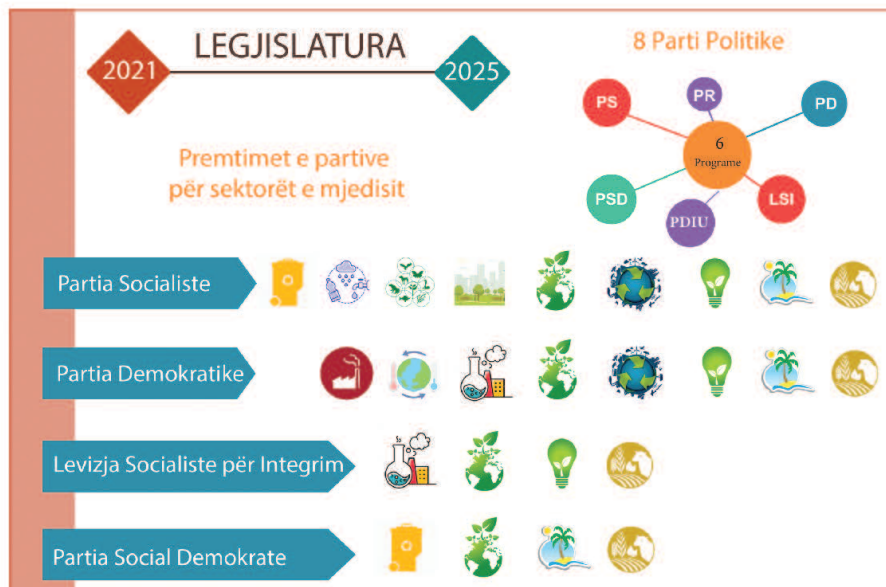 LEGJISLATURA
2021
2025
8 Parti Politike
Premtimet e partive
për sektorët e mjedisit
PS
PR
PD
6
Programe
PSD
PDIU
LSI
Partia Socialiste
Partia Demokratike
Levizja Socialiste për Integrim
Partia Social Demokrate